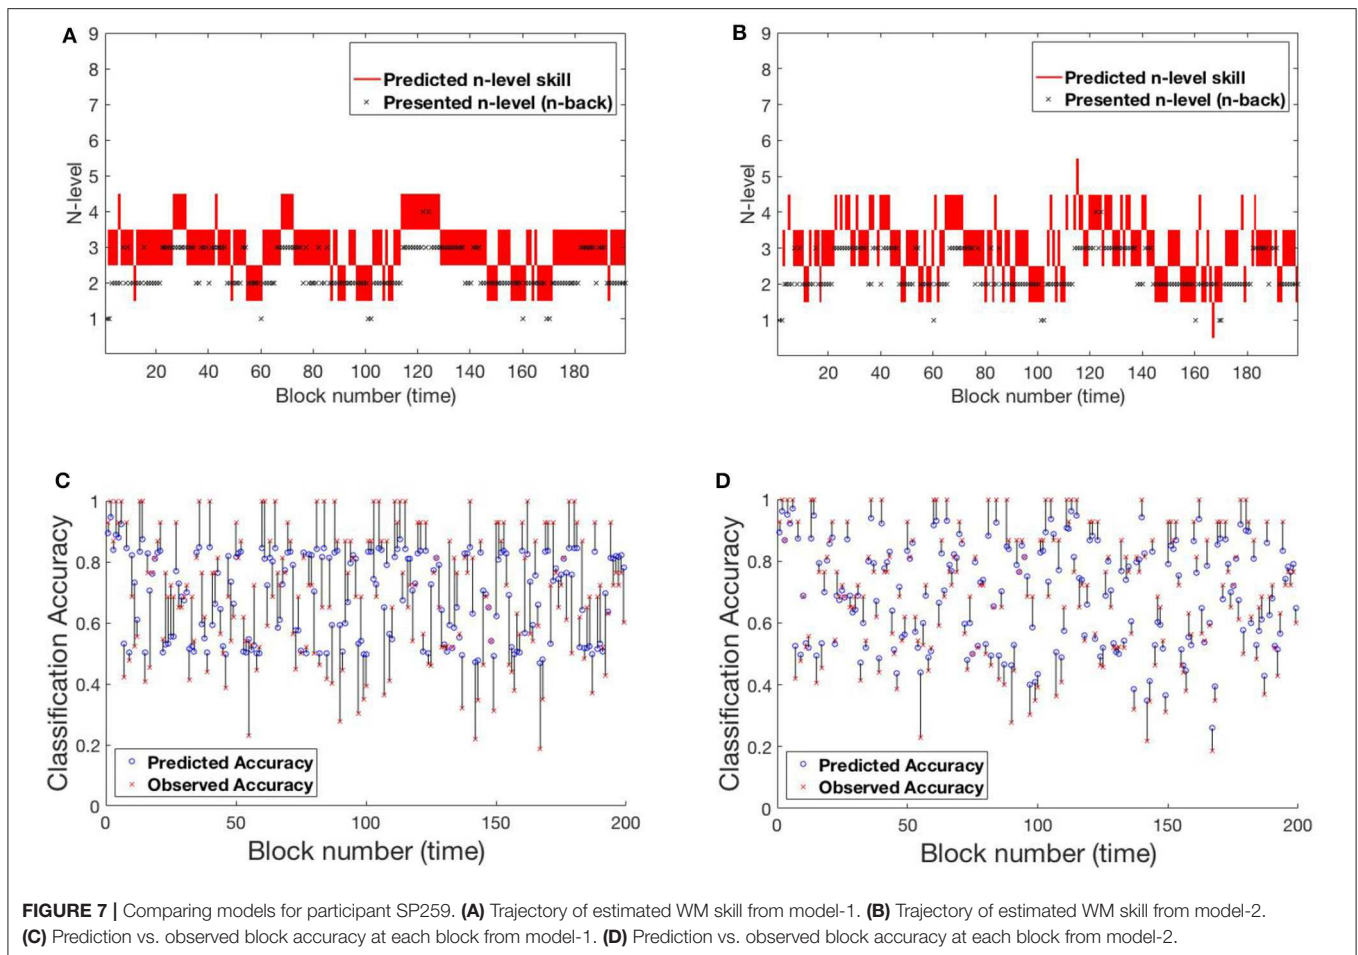 A
9
8
7
6
5
4
3
2
1
N-level
Predicted n-level skill
Presented n-level (n-back)
20 40 60 80 100 120 140 160 180
Block number (time)
B
9
8
7
6
5
4
3
2
1
N-level
Predicted n-level skill
Presented n-level (n-back)
20 40 60 80 100 120 140 160 180
Block number (time)
C
1
0.8
0.6
0.4
0.2
0
Classification Accuracy
Predicted Accuracy
Observed Accuracy
0 50 100 150 200
Block number (time)
D
1
0.8
0.6
0.4
0.2
0
Classification Accuracy
Predicted Accuracy
Observed Accuracy
0 50 100 150 200
Block number (time)
FIGURE 7 | Comparing models for participant SP259. (A) Trajectory of estimated WM skill from model-1. (B) Trajectory of estimated WM skill from model-2.
(C) Prediction vs. observed block accuracy at each block from model-1. (D) Prediction vs. observed block accuracy at each block from model-2.